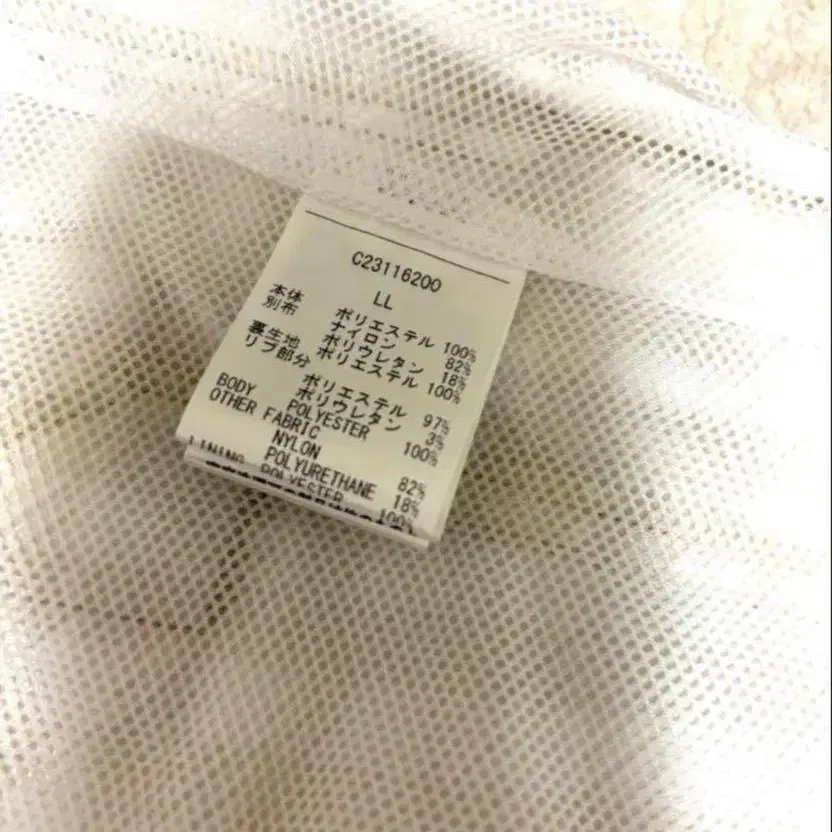 C23116200
LL
本体 ポリエステル 100%
別布 ナイロン 82%
ポリウレタン 18%
裏生地 ポリエステル 100%
リブ部分
ポリエステル 97%
ポリウレタン 3%
BODY POLYESTER 100%
OTHER FABRIC
NYLON 82%
POLYURETHANE 18%
LINING POLYESTER 100%